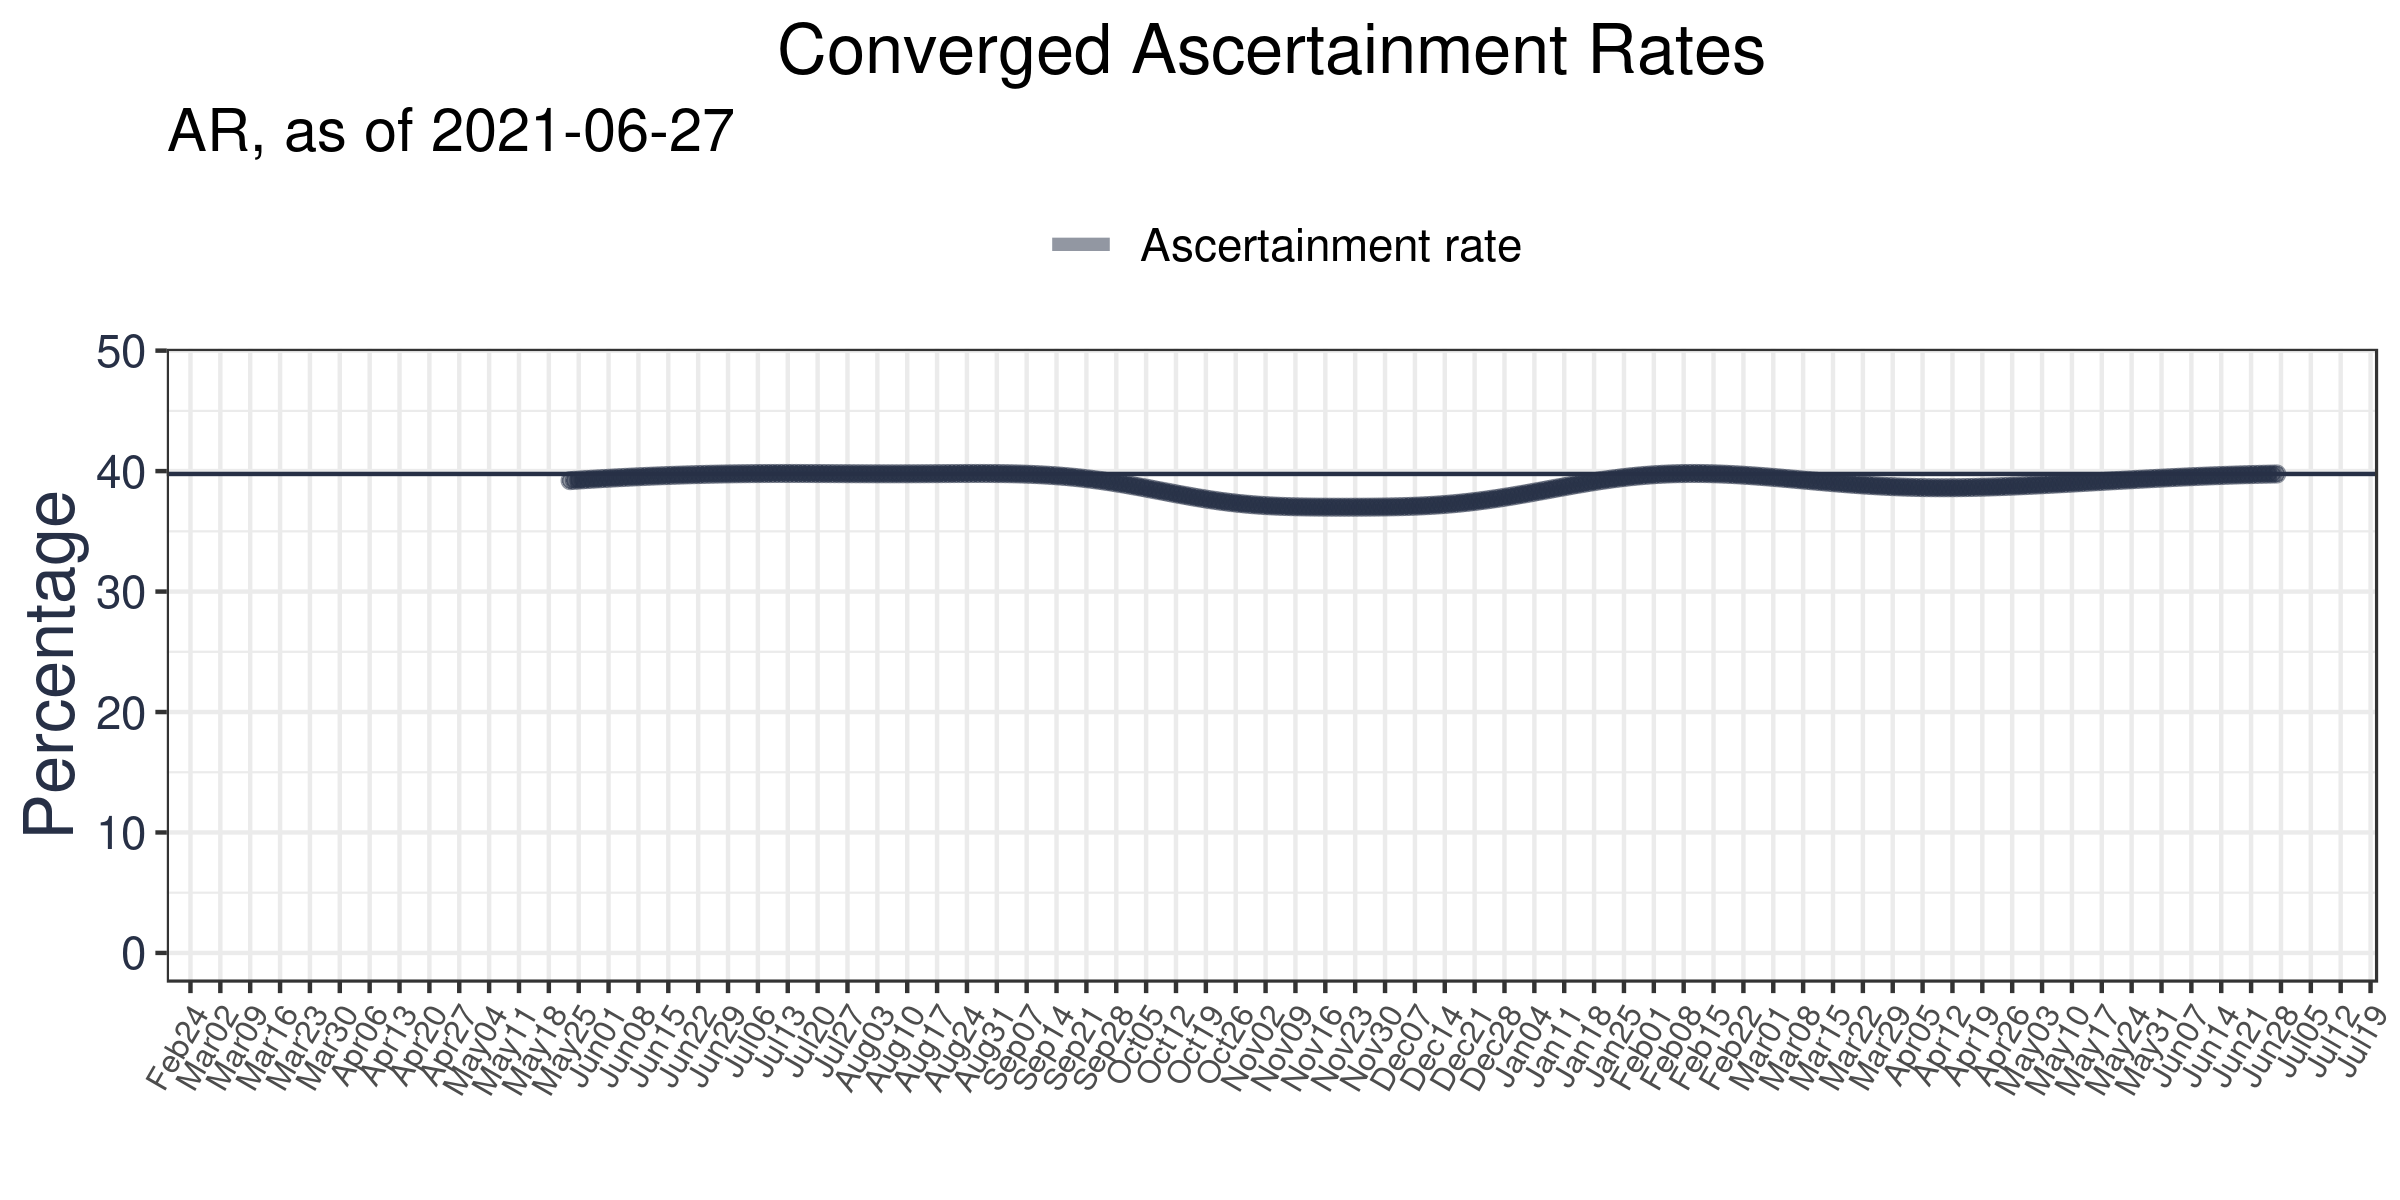 Converged Ascertainment Rates
AR, as of 2021-06-27
Ascertainment rate
Percentage
50
40
30
20
10
0
Feb24 Mar02 Mar09 Mar16 Mar23 Mar30 Apr06 Apr13 Apr20 Apr27 May04 May11 May18 May25 Jun01 Jun08 Jun15 Jun22 Jun29 Jul06 Jul13 Jul20 Jul27 Aug03 Aug10 Aug17 Aug24 Aug31 Sep07 Sep14 Sep21 Sep28 Oct05 Oct12 Oct19 Oct26 Nov02 Nov09 Nov16 Nov23 Nov30 Dec07 Dec14 Dec21 Dec28 Jan04 Jan11 Jan18 Jan25 Feb01 Feb08 Feb15 Feb22 Mar01 Mar08 Mar15 Mar22 Mar29 Apr05 Apr12 Apr19 Apr26 May03 May10 May17 May24 May31 Jun07 Jun14 Jun21 Jun28 Jul05 Jul12 Jul19